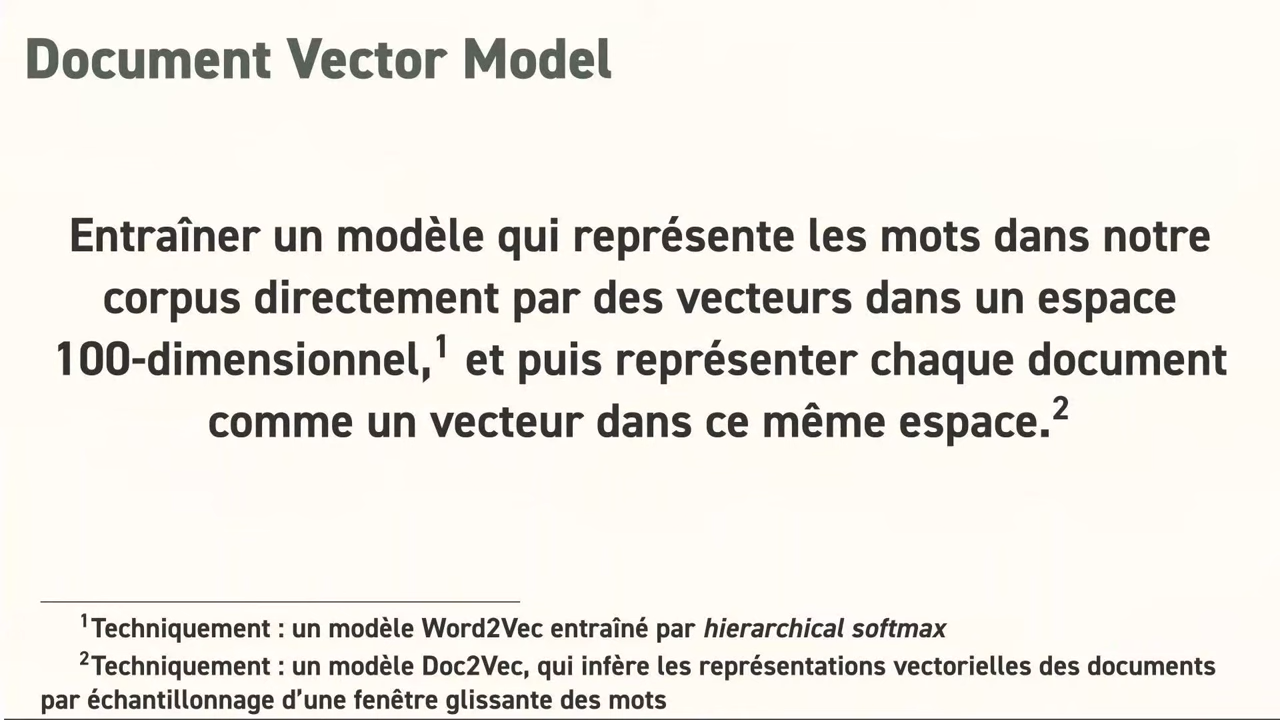 Document Vector Model
Entraîner un modèle qui représente les mots dans notre
corpus directement par des vecteurs dans un espace
100-dimensionnel,¹ et puis représenter chaque document
comme un vecteur dans ce même espace.²
¹Techniquement : un modèle Word2Vec entraîné par hierarchical softmax
²Techniquement : un modèle Doc2Vec, qui infère les représentations vectorielles des documents
par échantillonnage d’une fenêtre glissante des mots